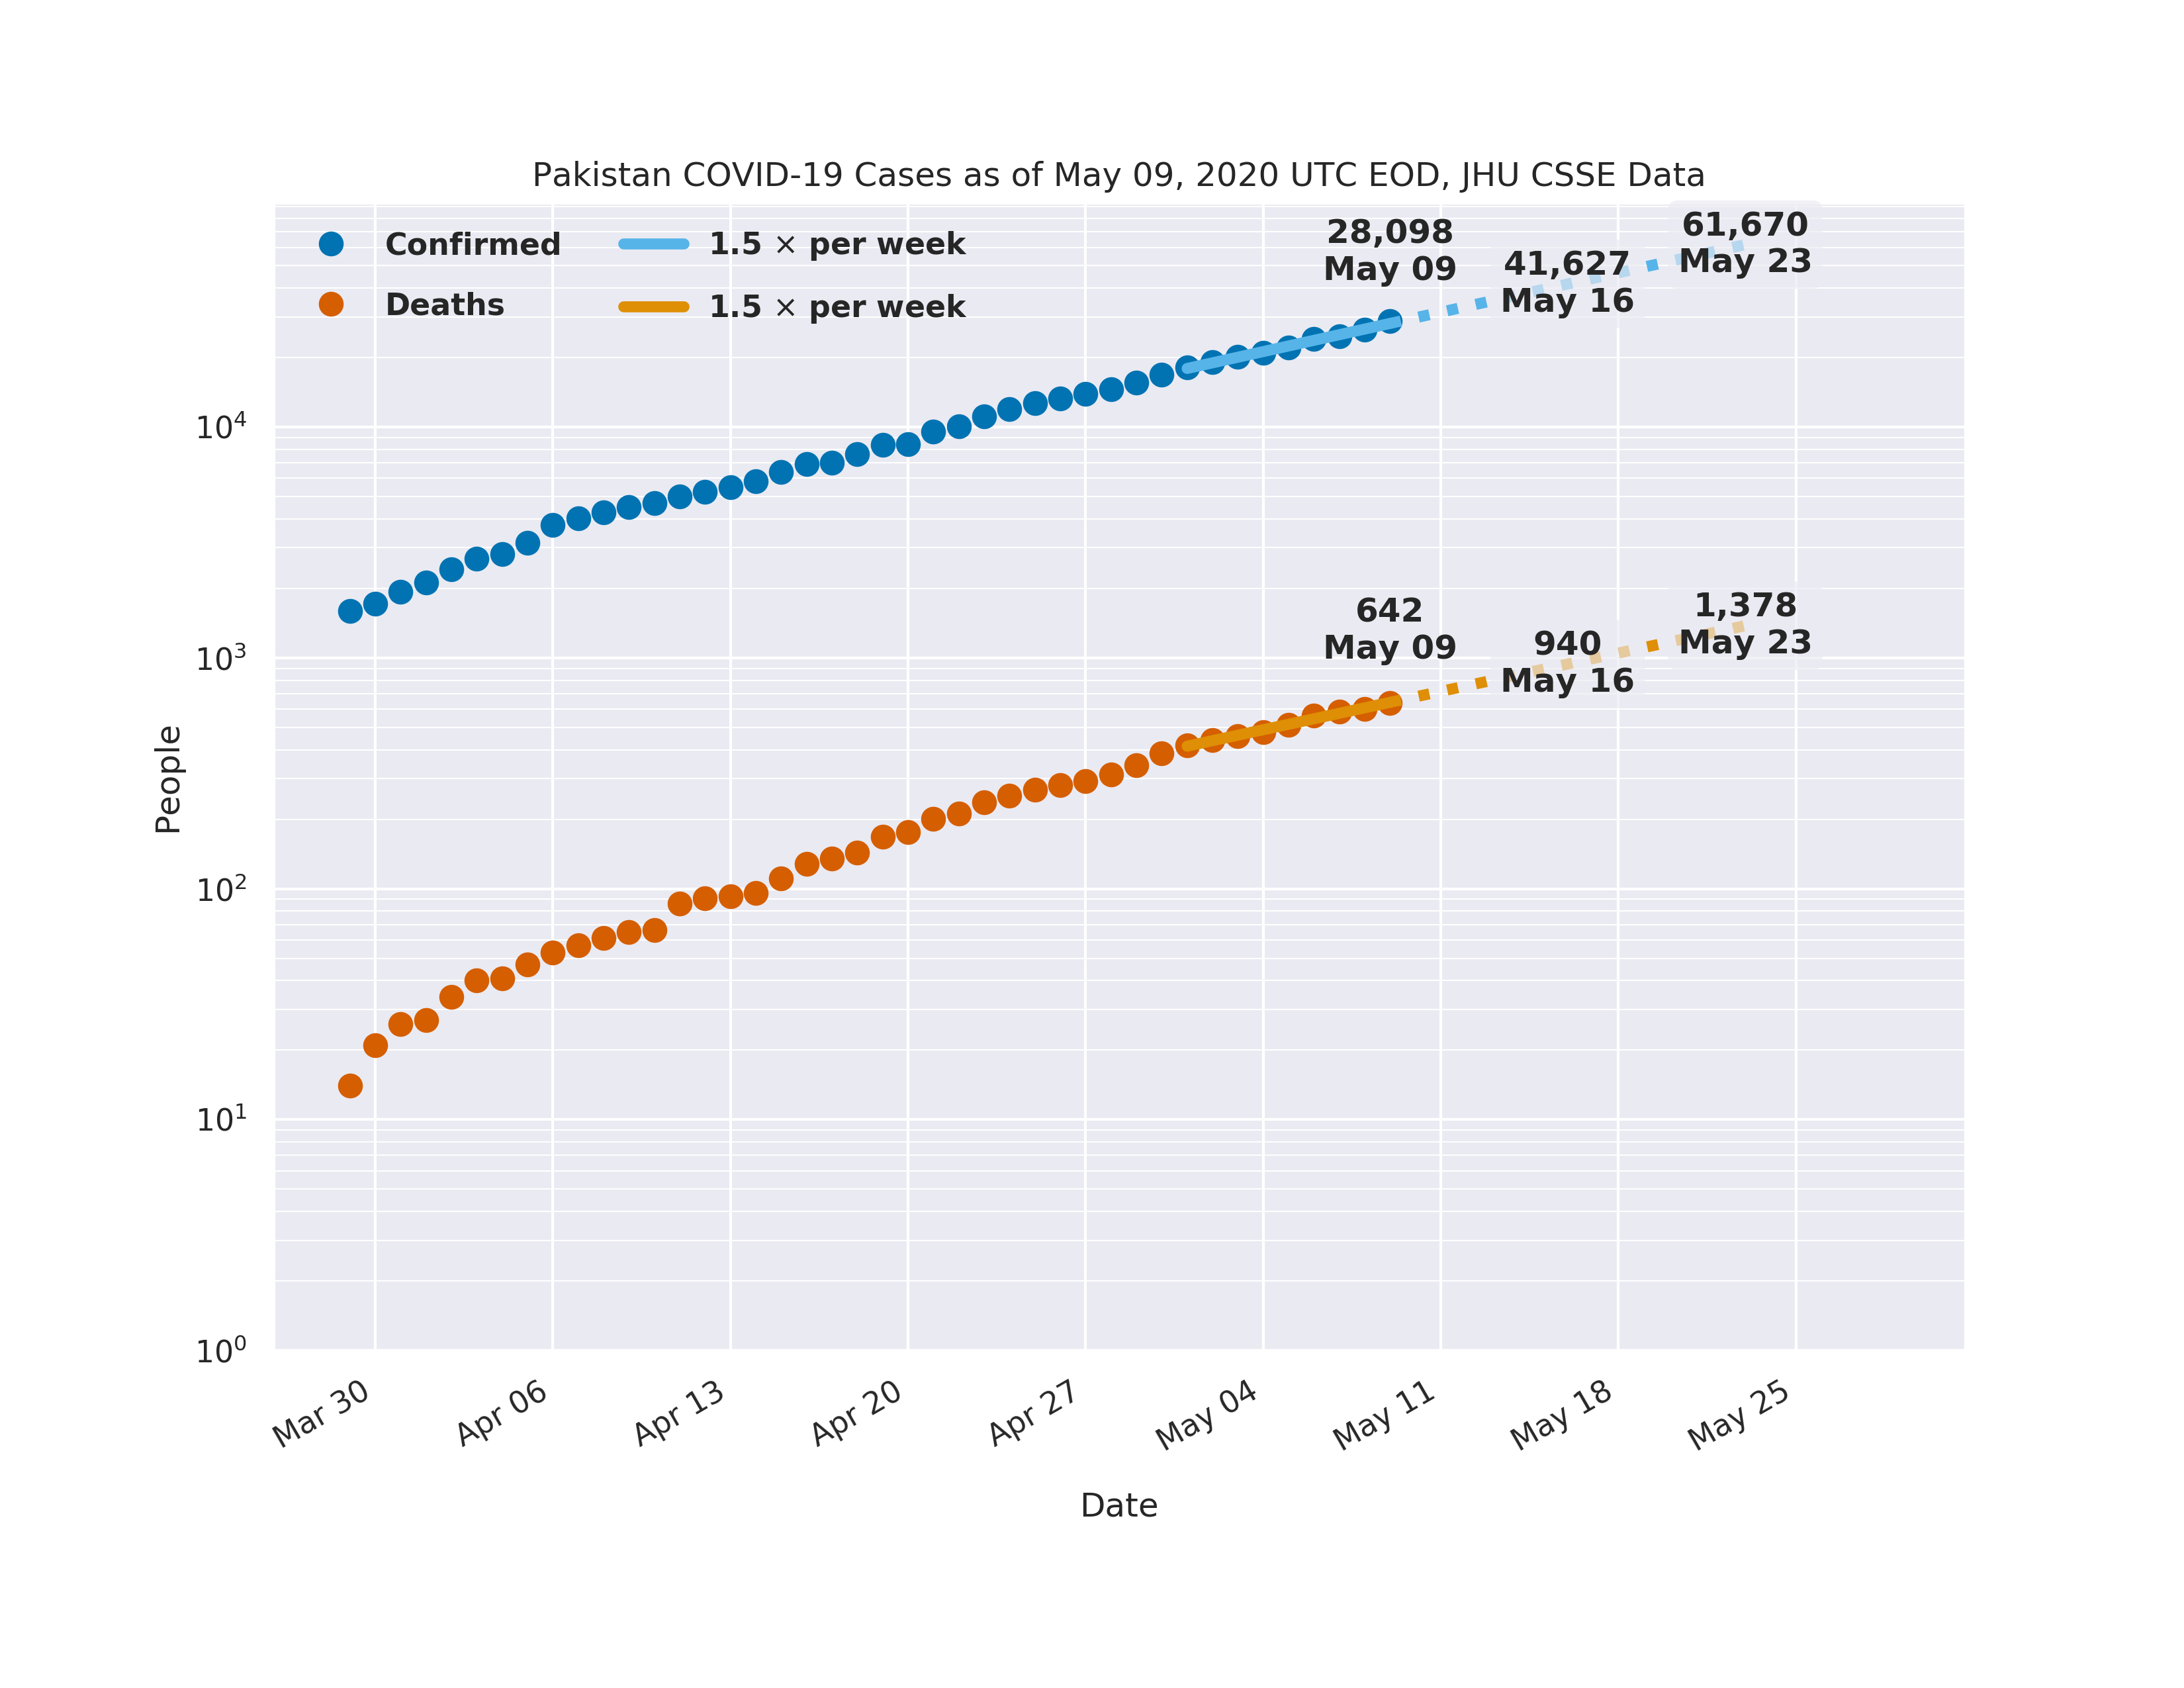 Pakistan COVID-19 Cases as of May 09, 2020 UTC EOD, JHU CSSE Data
Confirmed
Deaths
1.5 × per week
1.5 × per week
28,098
May 09
41,627
May 16
61,670
May 23
642
May 09
940
May 16
1,378
May 23
People
10⁴
10³
10²
10¹
10⁰
Mar 30
Apr 06
Apr 13
Apr 20
Apr 27
May 04
May 11
May 18
May 25
Date